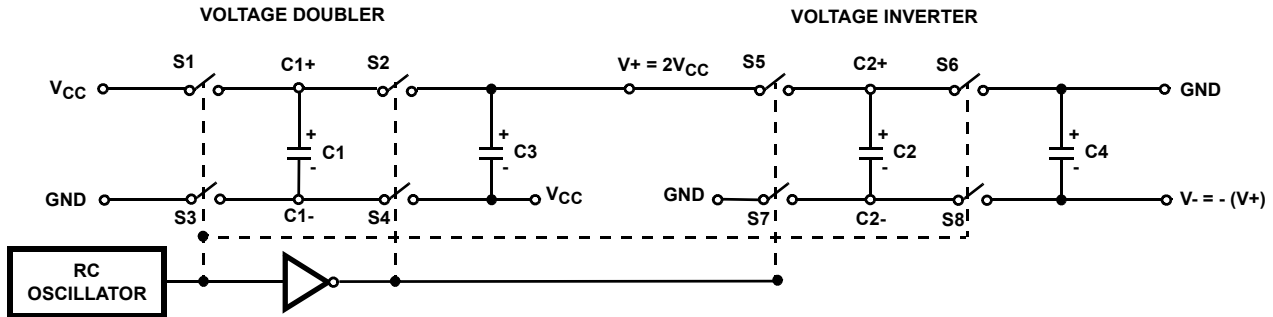 VOLTAGE DOUBLER
VOLTAGE INVERTER
S1 C1+ S2 V+ = 2VCC S5 C2+ S6
VCC GND
+ + + +
C1 C3 C2 C4
- - - -
GND VCC GND V- = - (V+)
S3 C1- S4 S7 C2- S8
RC
OSCILLATOR